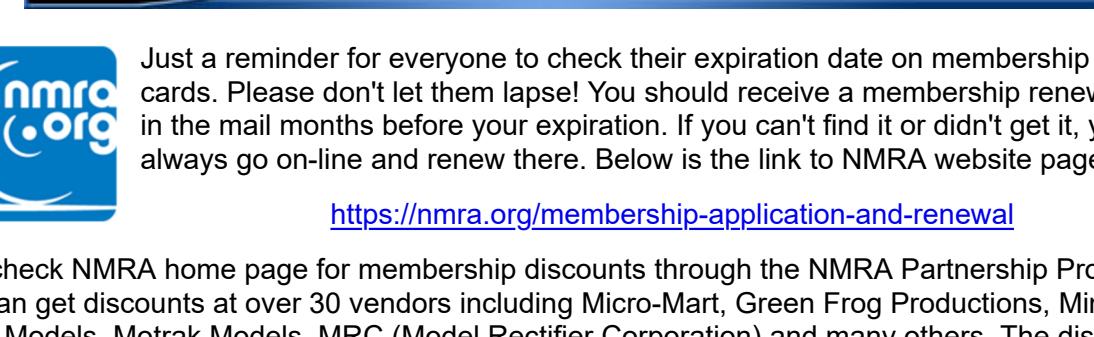 nmra
.org
Just a reminder for everyone to check their expiration date on membership
cards. Please don't let them lapse! You should receive a membership
in the mail months before your expiration. If you can't find it or didn't get it,
always go on-line and renew there. Below is the link to NMRA website page
https://nmra.org/membership-application-and-renewal
check NMRA home page for membership discounts through the NMRA Partnership
an get discounts at over 30 vendors including Micro-Mart, Green Frog Productions,
Models, Motrak Models, MRC (Model Rectifier Corporation) and many others. The